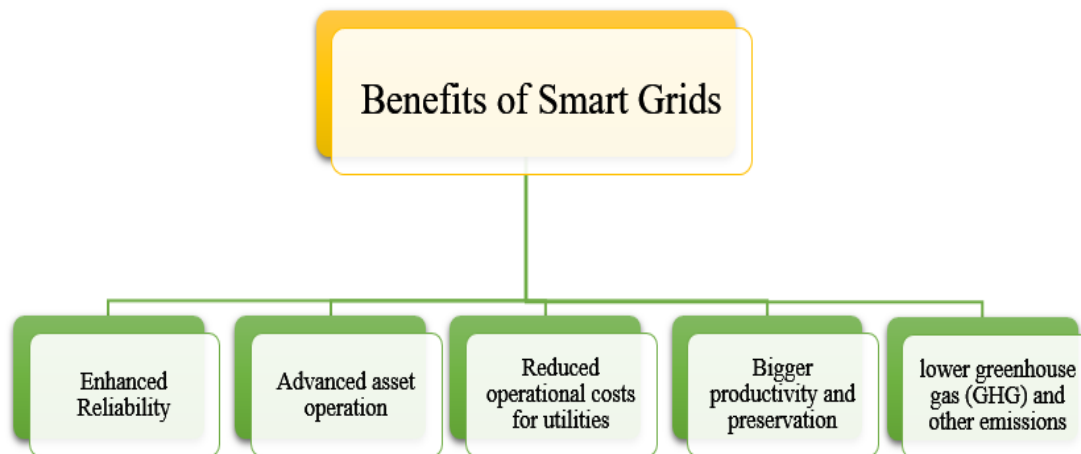 Benefits of Smart Grids
Enhanced
Reliability
Advanced asset
operation
Reduced
operational costs
for utilities
Bigger
productivity and
preservation
lower greenhouse
gas (GHG) and
other emissions